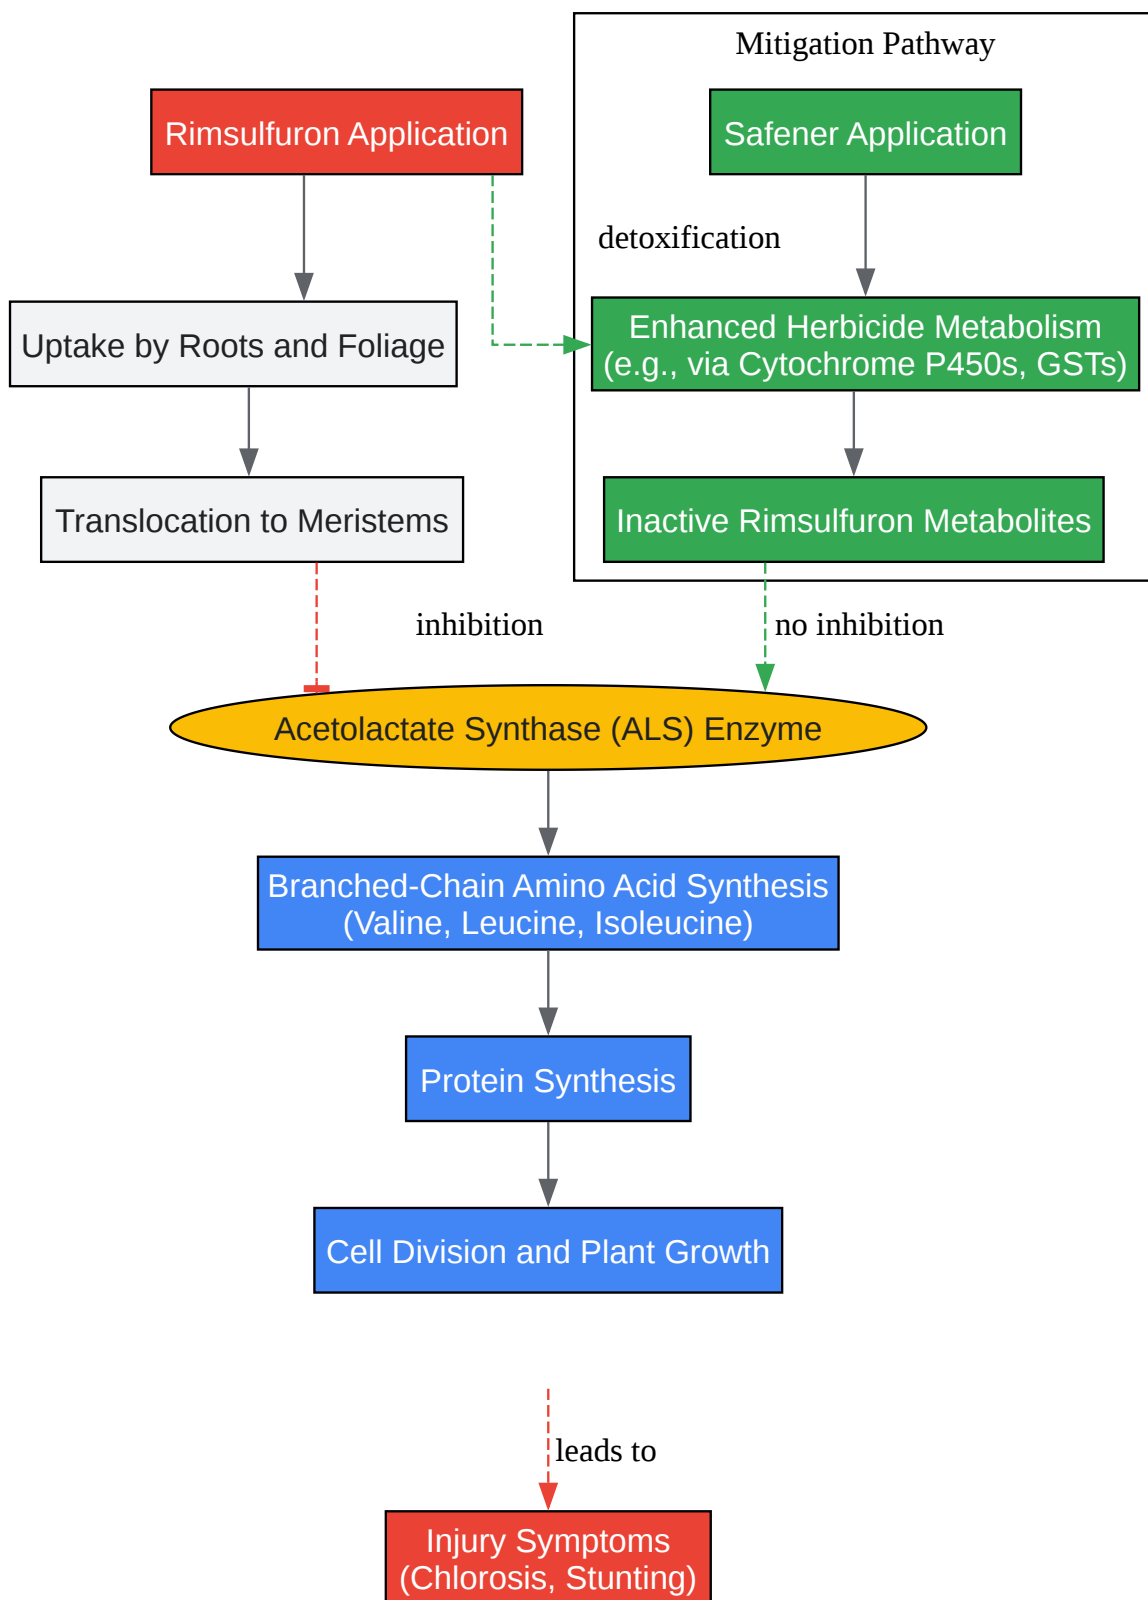 Mitigation Pathway
Rimsulfuron Application
Safener Application
detoxification
Uptake by Roots and Foliage
Enhanced Herbicide Metabolism
(e.g., via Cytochrome P450s, GSTs)
Translocation to Meristems
Inactive Rimsulfuron Metabolites
inhibition
no inhibition
Acetolactate Synthase (ALS) Enzyme
Branched-Chain Amino Acid Synthesis
(Valine, Leucine, Isoleucine)
Protein Synthesis
Cell Division and Plant Growth
leads to
Injury Symptoms
(Chlorosis, Stunting)